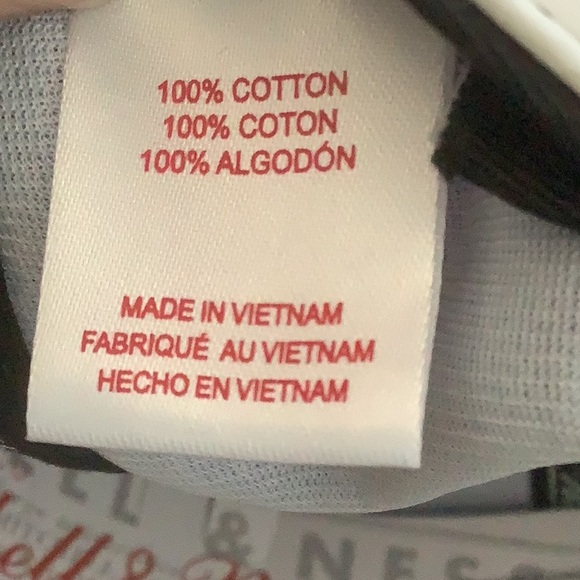 100% COTTON
100% COTON
100% ALGODÓN
MADE IN VIETNAM
FABRIQUÉ AU VIETNAM
HECHO EN VIETNAM
&